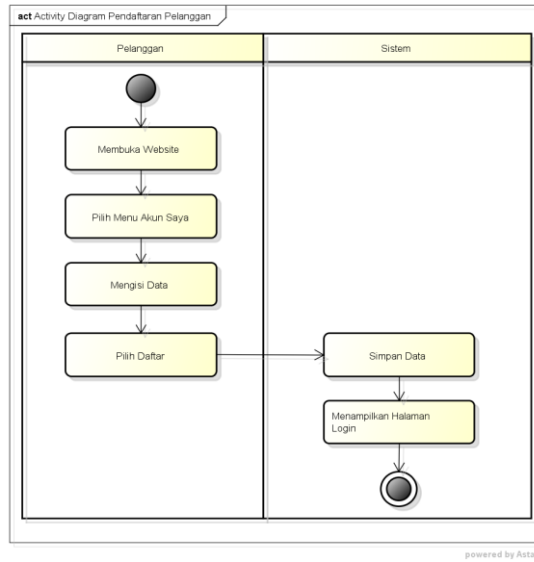 act Activity Diagram Pendaftaran Pelanggan
Pelanggan
Sistem
Membuka Website
Pilih Menu Akun Saya
Mengisi Data
Pilih Daftar
Simpan Data
Menampilkan Halaman
Login
powered by Asta